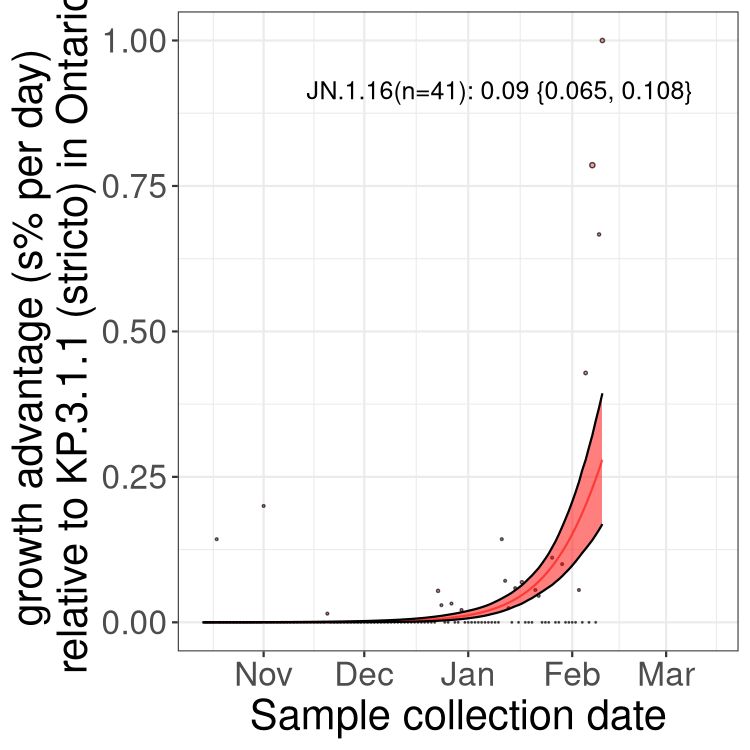 growth advantage (s% per day)
relative to KP.3.1.1 (stricto) in Ontario
1.00
JN.1.16(n=41): 0.09 {0.065, 0.108}
0.75
0.50
0.25
0.00
Nov Dec Jan Feb Mar
Sample collection date